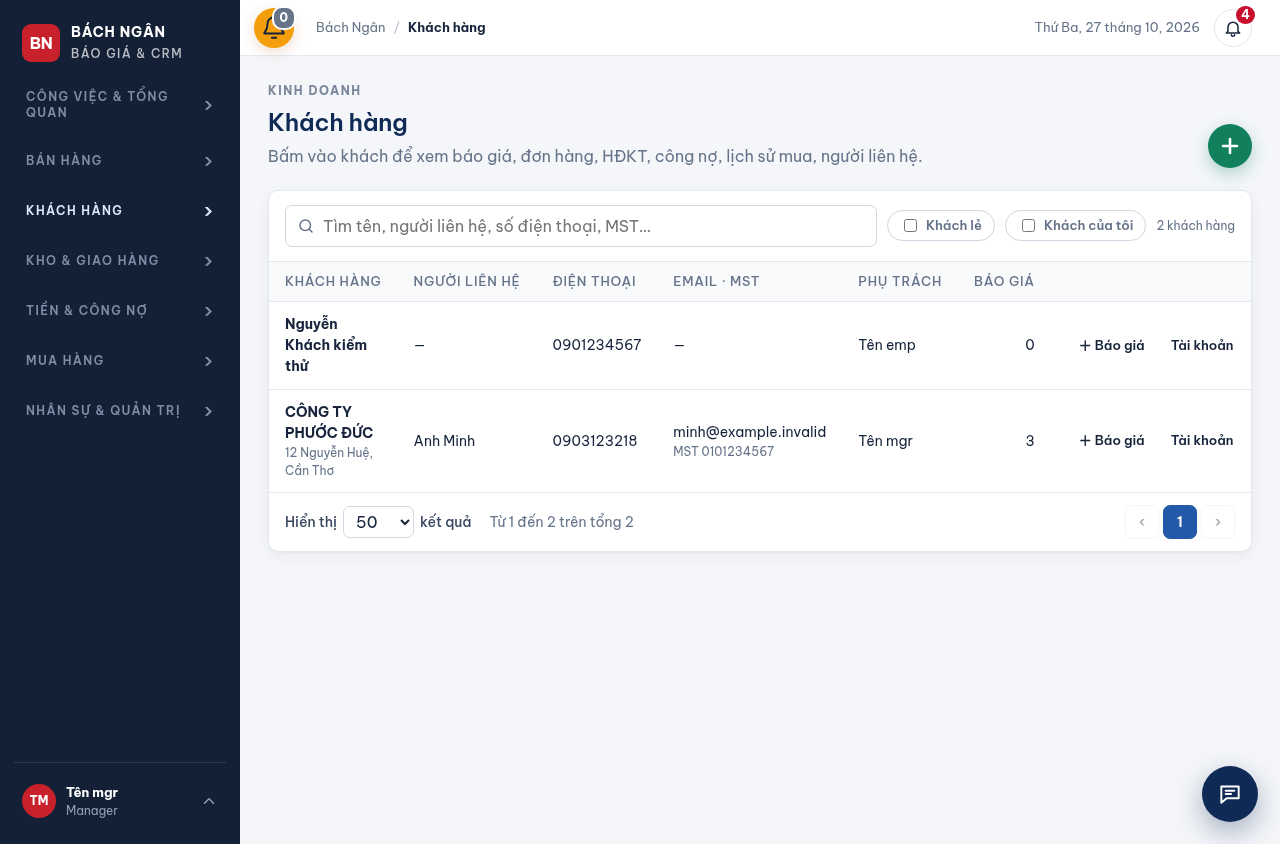 BN
BÁCH NGÂN
BÁO GIÁ & CRM
CÔNG VIỆC & TỔNG
QUAN
BÁN HÀNG
KHÁCH HÀNG
KHO & GIAO HÀNG
TIỀN & CÔNG NỢ
MUA HÀNG
NHÂN SỰ & QUẢN TRỊ
TM
Tên mgr
Manager
0
Bách Ngân / Khách hàng
Thứ Ba, 27 tháng 10, 2026
4
KINH DOANH
Khách hàng
Bấm vào khách để xem báo giá, đơn hàng, HĐKT, công nợ, lịch sử mua, người liên hệ.
Tìm tên, người liên hệ, số điện thoại, MST...
Khách lẻ
Khách của tôi
2 khách hàng
KHÁCH HÀNG NGƯỜI LIÊN HỆ ĐIỆN THOẠI EMAIL · MST PHỤ TRÁCH BÁO GIÁ
Nguyễn
Khách kiểm
thử
— 0901234567 — Tên emp 0 + Báo giá Tài khoản
CÔNG TY
PHƯỚC ĐỨC
12 Nguyễn Huệ,
Cần Thơ
Anh Minh 0903123218
minh@example.invalid
MST 0101234567
Tên mgr 3 + Báo giá Tài khoản
Hiển thị 50 kết quả Từ 1 đến 2 trên tổng 2
‹ 1 ›